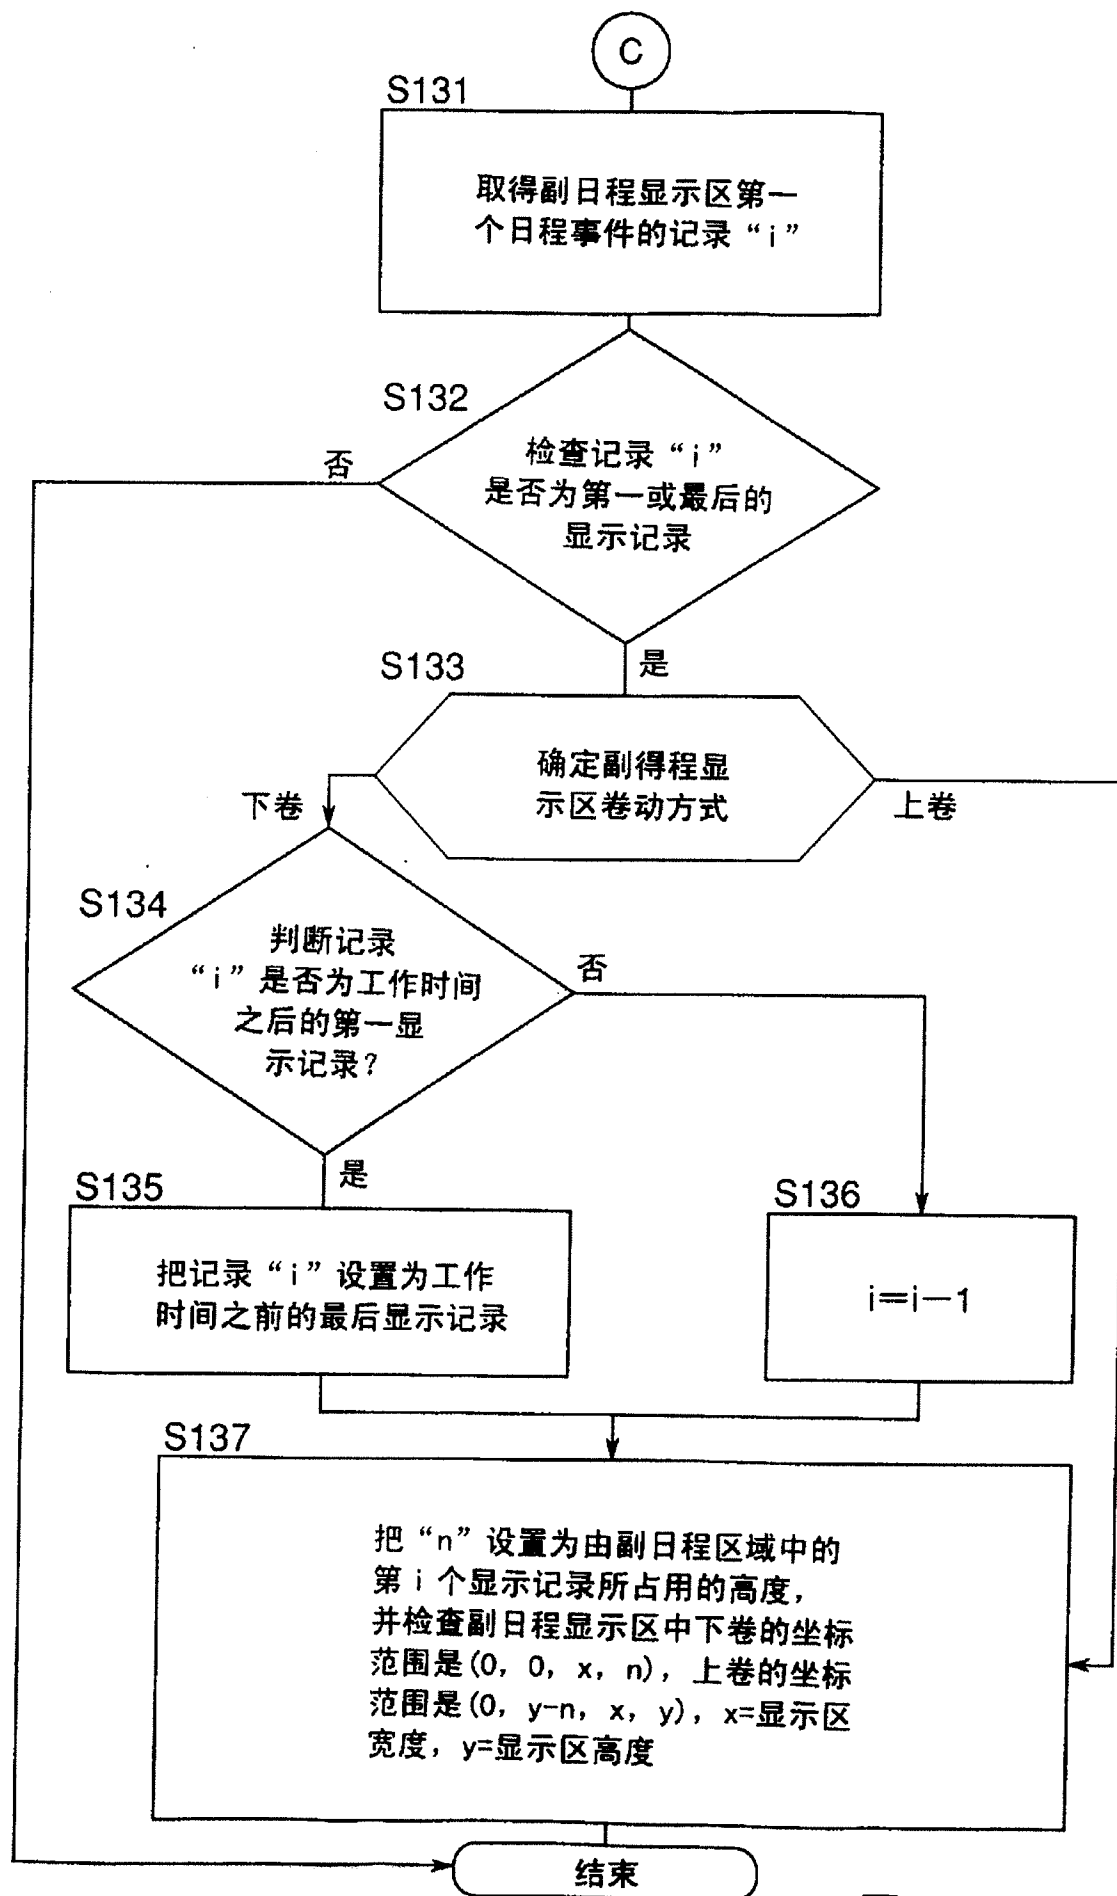 C
S131
取得副日程显示区第一
个日程事件的记录“i”
S132
否
检查记录“i”
是否为第一或最后的
显示记录
是
S133
确定副得程显
示区卷动方式
下卷
上卷
S134
判断记录
“i”是否为工作时间
之后的第一显
示记录？
否
是
S135
把记录“i”设置为工作
时间之前的最后显示记录
S136
i=i－1
S137
把“n”设置为由副日程区域中的
第i个显示记录所占用的高度，
并检查副日程显示区中下卷的坐标
范围是(0, 0, x, n)，上卷的坐标
范围是(0, y-n, x, y)，x=显示区
宽度，y=显示区高度
结束